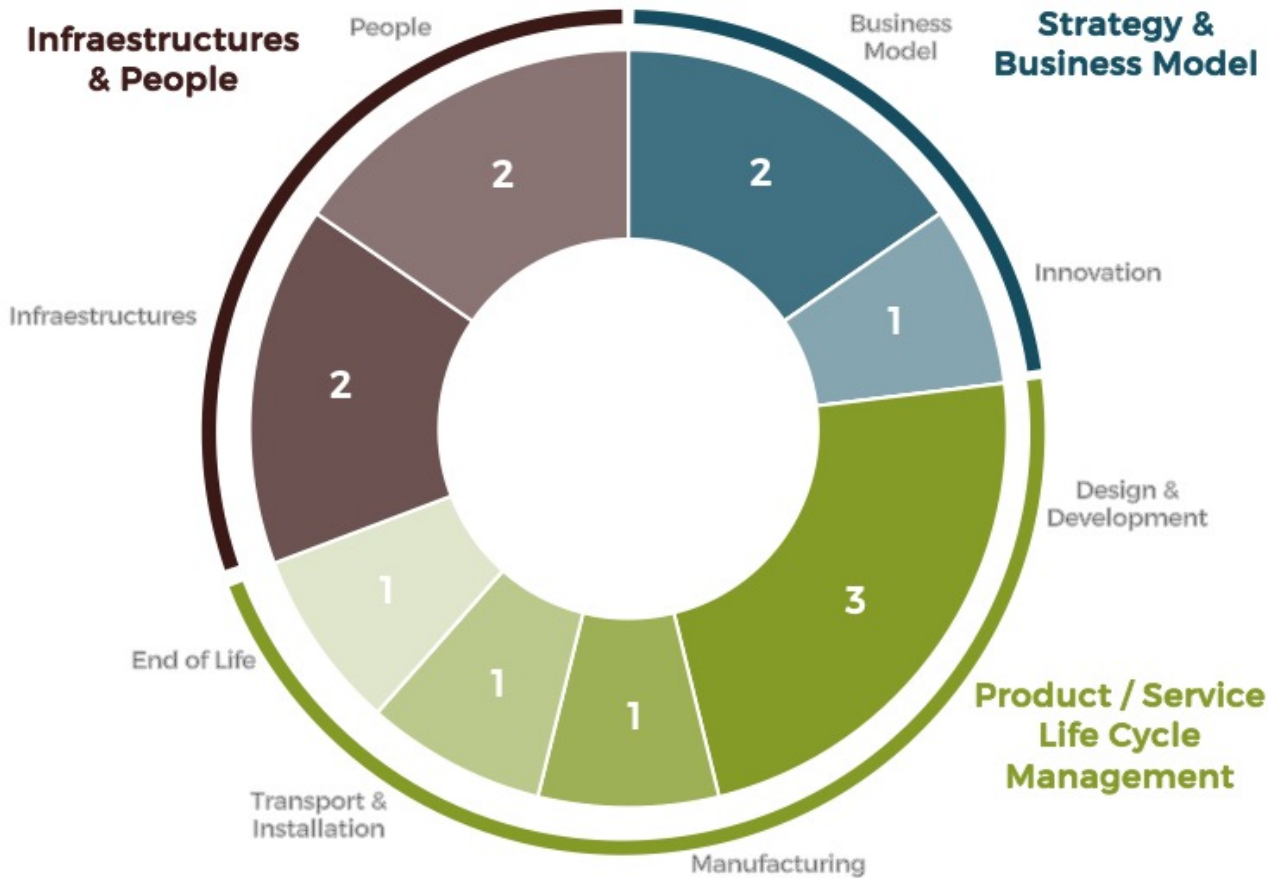 Infraestructures
& People
People
Business
Model
Strategy &
Business Model
2
2
Innovation
1
Infraestructures
2
Design &
Development
3
End of Life
1
1
1
Product / Service
Life Cycle
Management
Transport &
Installation
Manufacturing